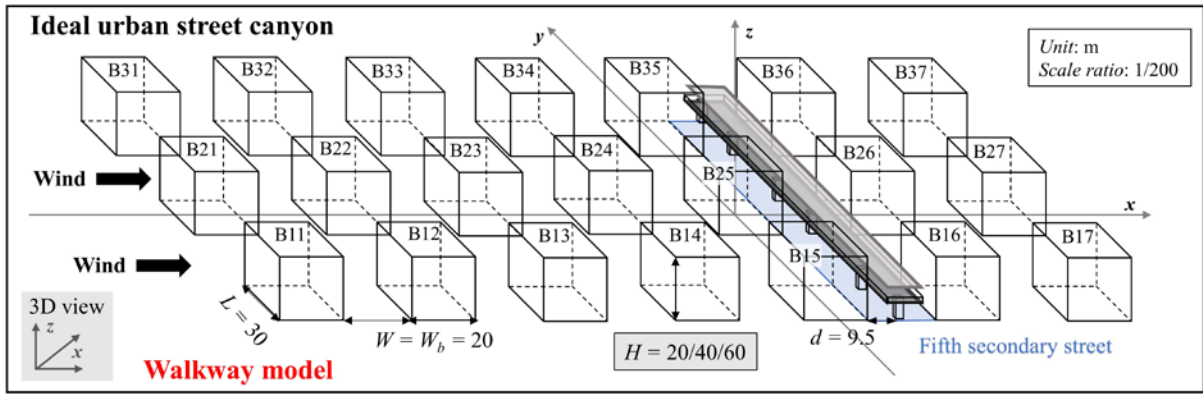 Ideal urban street canyon
y
z
Unit: m
Scale ratio: 1/200
B31
B32
B33
B34
B35
B36
B37
B21
B22
B23
B24
B25
B26
B27
Wind
x
B11
B12
B13
B14
B15
B16
B17
Wind
3D view
z
x
L = 30
W = W_b = 20
H = 20/40/60
d = 9.5
Fifth secondary street
Walkway model